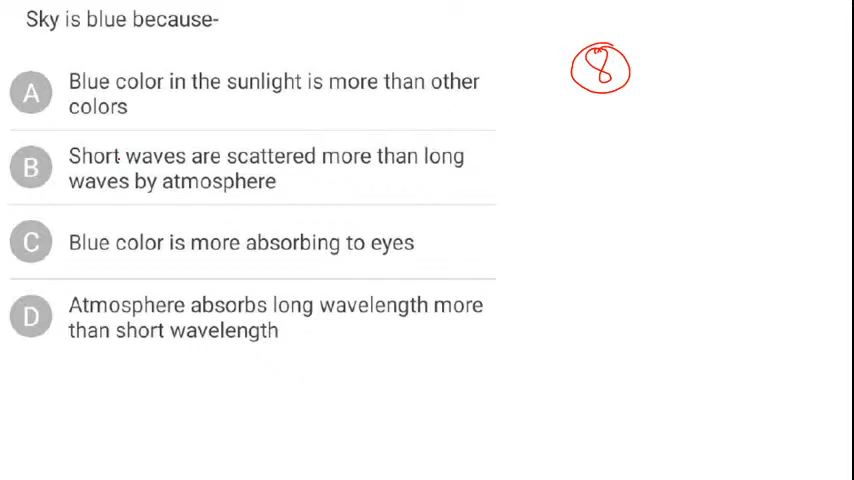 Sky is blue because-
8
A
Blue color in the sunlight is more than other
colors
B
Short waves are scattered more than long
waves by atmosphere
C
Blue color is more absorbing to eyes
D
Atmosphere absorbs long wavelength more
than short wavelength